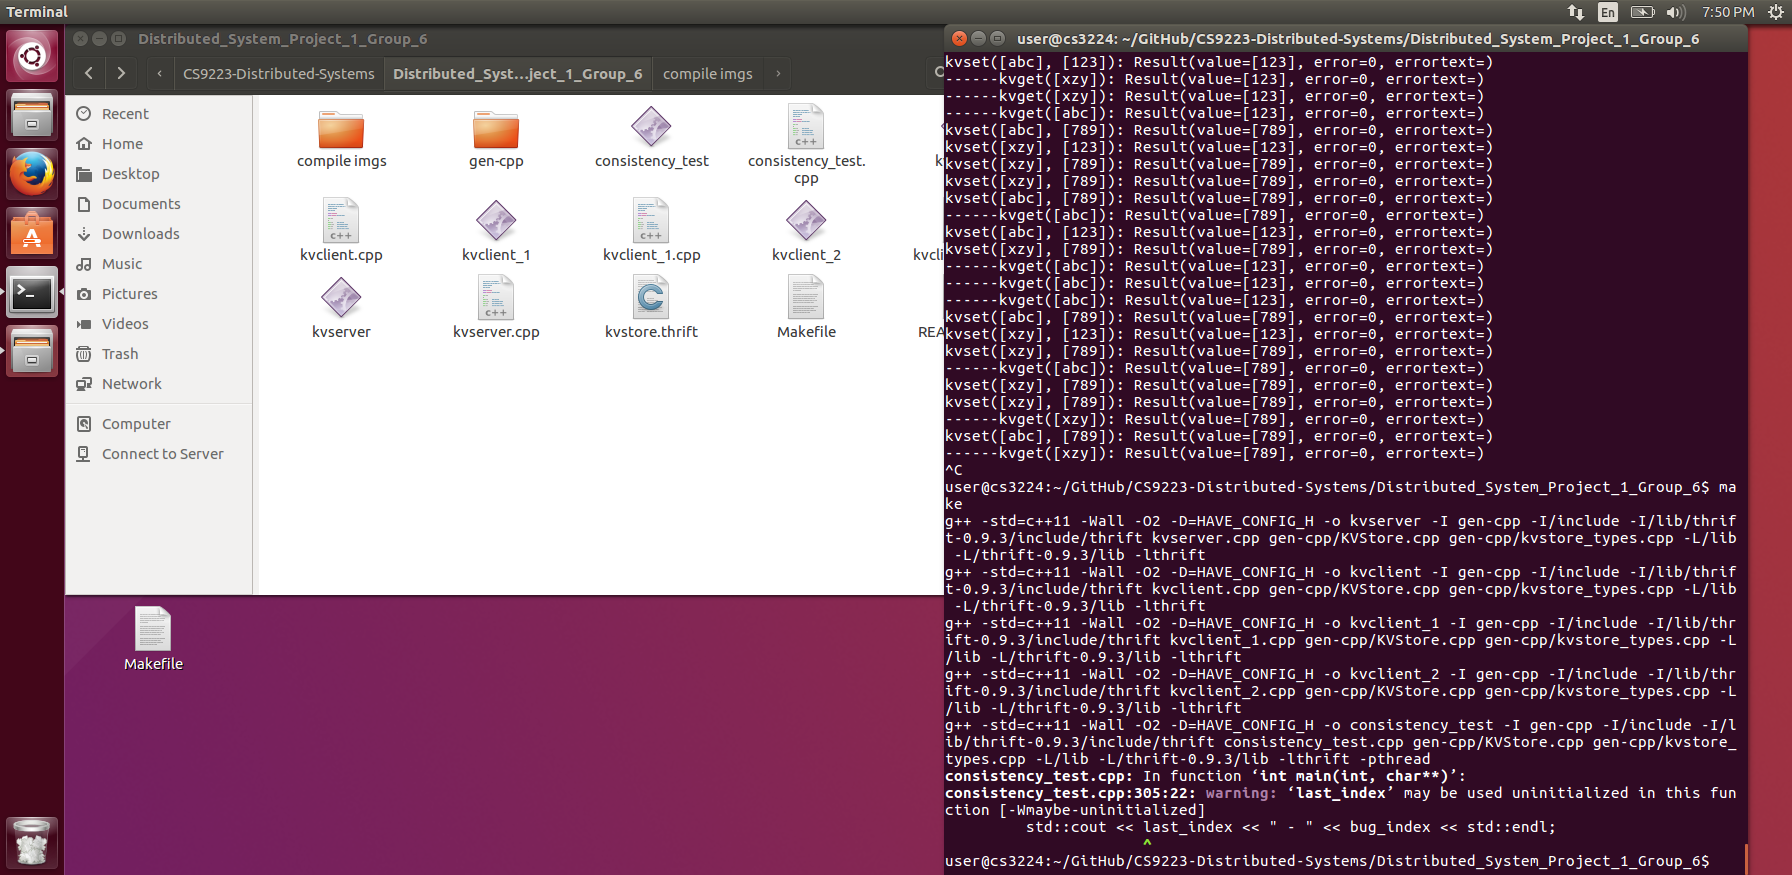 Terminal
En
7:50 PM
Distributed_System_Project_1_Group_6
CS9223-Distributed-Systems
Distributed_Syst...ject_1_Group_6
compile imgs
Recent
Home
Desktop
Documents
Downloads
Music
Pictures
Videos
Trash
Network
Computer
Connect to Server
compile imgs
gen-cpp
consistency_test
consistency_test.
cpp
kvclient.cpp
kvclient_1
kvclient_1.cpp
kvclient_2
kvcli
kvserver
kvserver.cpp
kvstore.thrift
Makefile
REA
Makefile
user@cs3224: ~/GitHub/CS9223-Distributed-Systems/Distributed_System_Project_1_Group_6
kvset([abc], [123]): Result(value=[123], error=0, errortext=)
------kvget([xzy]): Result(value=[123], error=0, errortext=)
------kvget([xzy]): Result(value=[123], error=0, errortext=)
------kvget([abc]): Result(value=[123], error=0, errortext=)
kvset([abc], [789]): Result(value=[789], error=0, errortext=)
kvset([xzy], [123]): Result(value=[123], error=0, errortext=)
kvset([xzy], [789]): Result(value=[789], error=0, errortext=)
kvset([xzy], [789]): Result(value=[789], error=0, errortext=)
kvset([abc], [789]): Result(value=[789], error=0, errortext=)
------kvget([abc]): Result(value=[789], error=0, errortext=)
kvset([abc], [123]): Result(value=[123], error=0, errortext=)
kvset([xzy], [789]): Result(value=[789], error=0, errortext=)
------kvget([abc]): Result(value=[123], error=0, errortext=)
------kvget([abc]): Result(value=[123], error=0, errortext=)
------kvget([abc]): Result(value=[123], error=0, errortext=)
kvset([abc], [789]): Result(value=[789], error=0, errortext=)
kvset([xzy], [123]): Result(value=[123], error=0, errortext=)
kvset([xzy], [789]): Result(value=[789], error=0, errortext=)
------kvget([abc]): Result(value=[789], error=0, errortext=)
kvset([xzy], [789]): Result(value=[789], error=0, errortext=)
kvset([xzy], [789]): Result(value=[789], error=0, errortext=)
------kvget([xzy]): Result(value=[789], error=0, errortext=)
kvset([abc], [789]): Result(value=[789], error=0, errortext=)
------kvget([xzy]): Result(value=[789], error=0, errortext=)
^C
user@cs3224:~/GitHub/CS9223-Distributed-Systems/Distributed_System_Project_1_Group_6$ ma
ke
g++ -std=c++11 -Wall -O2 -D=HAVE_CONFIG_H -o kvserver -I gen-cpp -I/include -I/lib/thrif
t-0.9.3/include/thrift kvserver.cpp gen-cpp/KVStore.cpp gen-cpp/kvstore_types.cpp -L/lib
 -L/thrift-0.9.3/lib -lthrift
g++ -std=c++11 -Wall -O2 -D=HAVE_CONFIG_H -o kvclient -I gen-cpp -I/include -I/lib/thrif
t-0.9.3/include/thrift kvclient.cpp gen-cpp/KVStore.cpp gen-cpp/kvstore_types.cpp -L/lib
 -L/thrift-0.9.3/lib -lthrift
g++ -std=c++11 -Wall -O2 -D=HAVE_CONFIG_H -o kvclient_1 -I gen-cpp -I/include -I/lib/thr
ift-0.9.3/include/thrift kvclient_1.cpp gen-cpp/KVStore.cpp gen-cpp/kvstore_types.cpp -L
/lib -L/thrift-0.9.3/lib -lthrift
g++ -std=c++11 -Wall -O2 -D=HAVE_CONFIG_H -o kvclient_2 -I gen-cpp -I/include -I/lib/thr
ift-0.9.3/include/thrift kvclient_2.cpp gen-cpp/KVStore.cpp gen-cpp/kvstore_types.cpp -L
/lib -L/thrift-0.9.3/lib -lthrift
g++ -std=c++11 -Wall -O2 -D=HAVE_CONFIG_H -o consistency_test -I gen-cpp -I/include -I/l
ib/thrift-0.9.3/include/thrift consistency_test.cpp gen-cpp/KVStore.cpp gen-cpp/kvstore_
types.cpp -L/lib -L/thrift-0.9.3/lib -lthrift -pthread
consistency_test.cpp: In function ‘int main(int, char**)’:
consistency_test.cpp:305:22: warning: ‘last_index’ may be used uninitialized in this fun
ction [-Wmaybe-uninitialized]
         std::cout << last_index << " - " << bug_index << std::endl;
                      ^
user@cs3224:~/GitHub/CS9223-Distributed-Systems/Distributed_System_Project_1_Group_6$